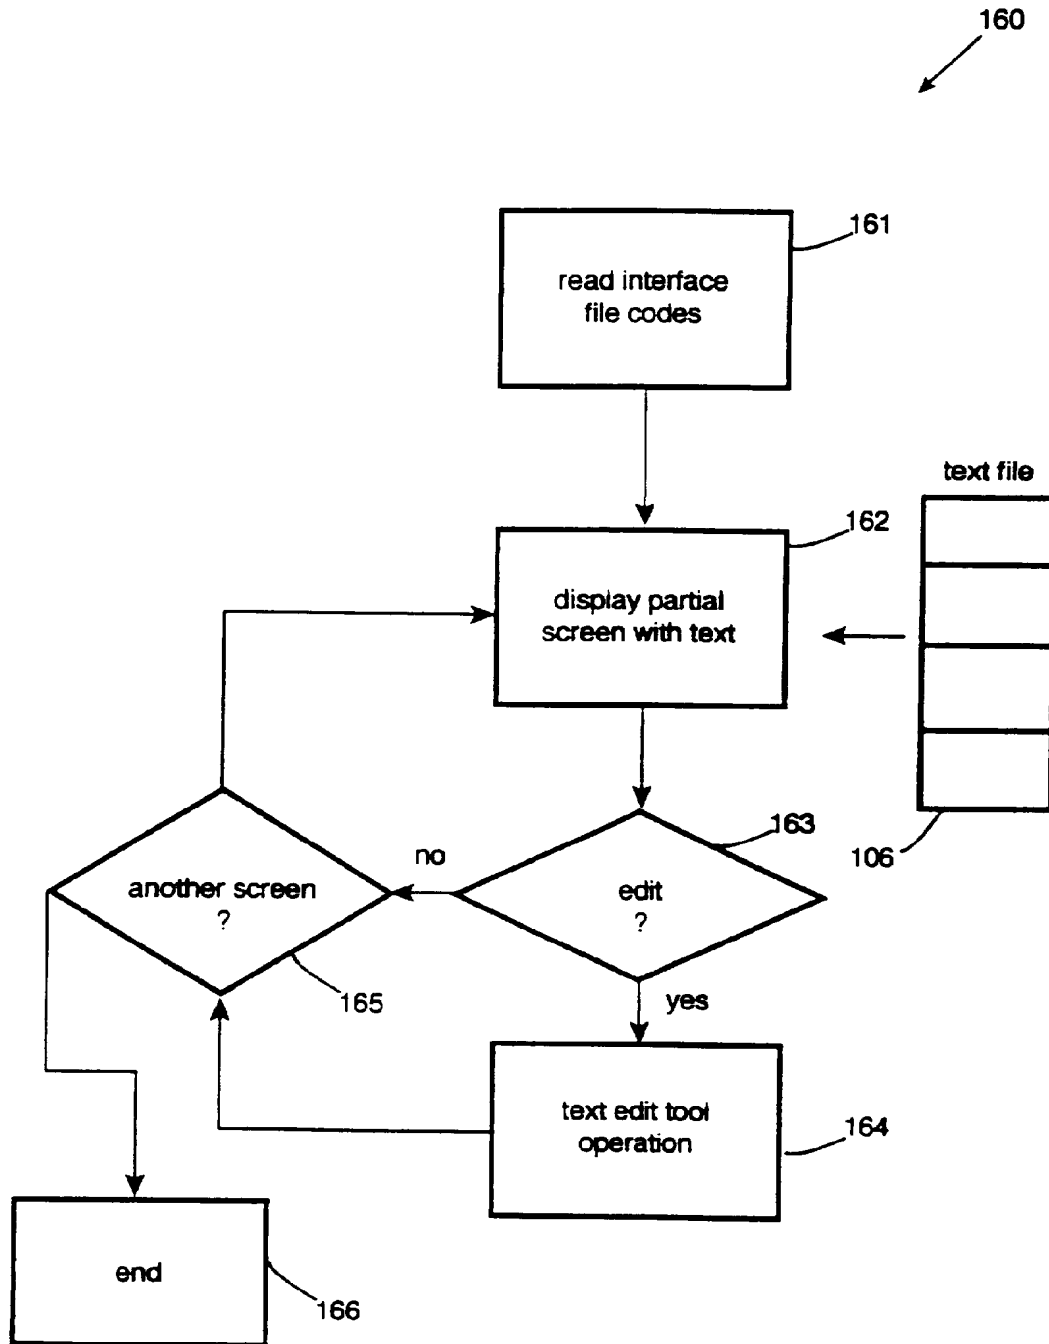 160
161
read interface
file codes
text file
162
display partial
screen with text
163
106
no
edit
?
another screen
?
165
yes
text edit tool
operation
164
end
166